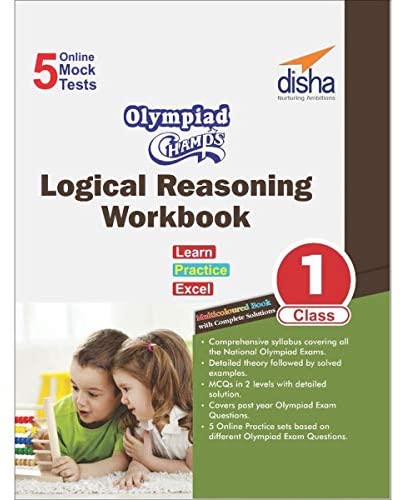 5 Online
Mock
Tests
disha
Nurturing Ambitions
Olympiad
CHAMPS
Logical Reasoning
Workbook
Learn
Practice
Excel
1
Class
Multicoloured Book
with Complete Solutions
• Comprehensive syllabus covering all
the National Olympiad Exams.
• Detailed theory followed by solved
examples.
• MCQs in 2 levels with detailed
solution.
• Covers past year Olympiad Exam
Questions.
• 5 Online Practice sets based on
different Olympiad Exam Questions.